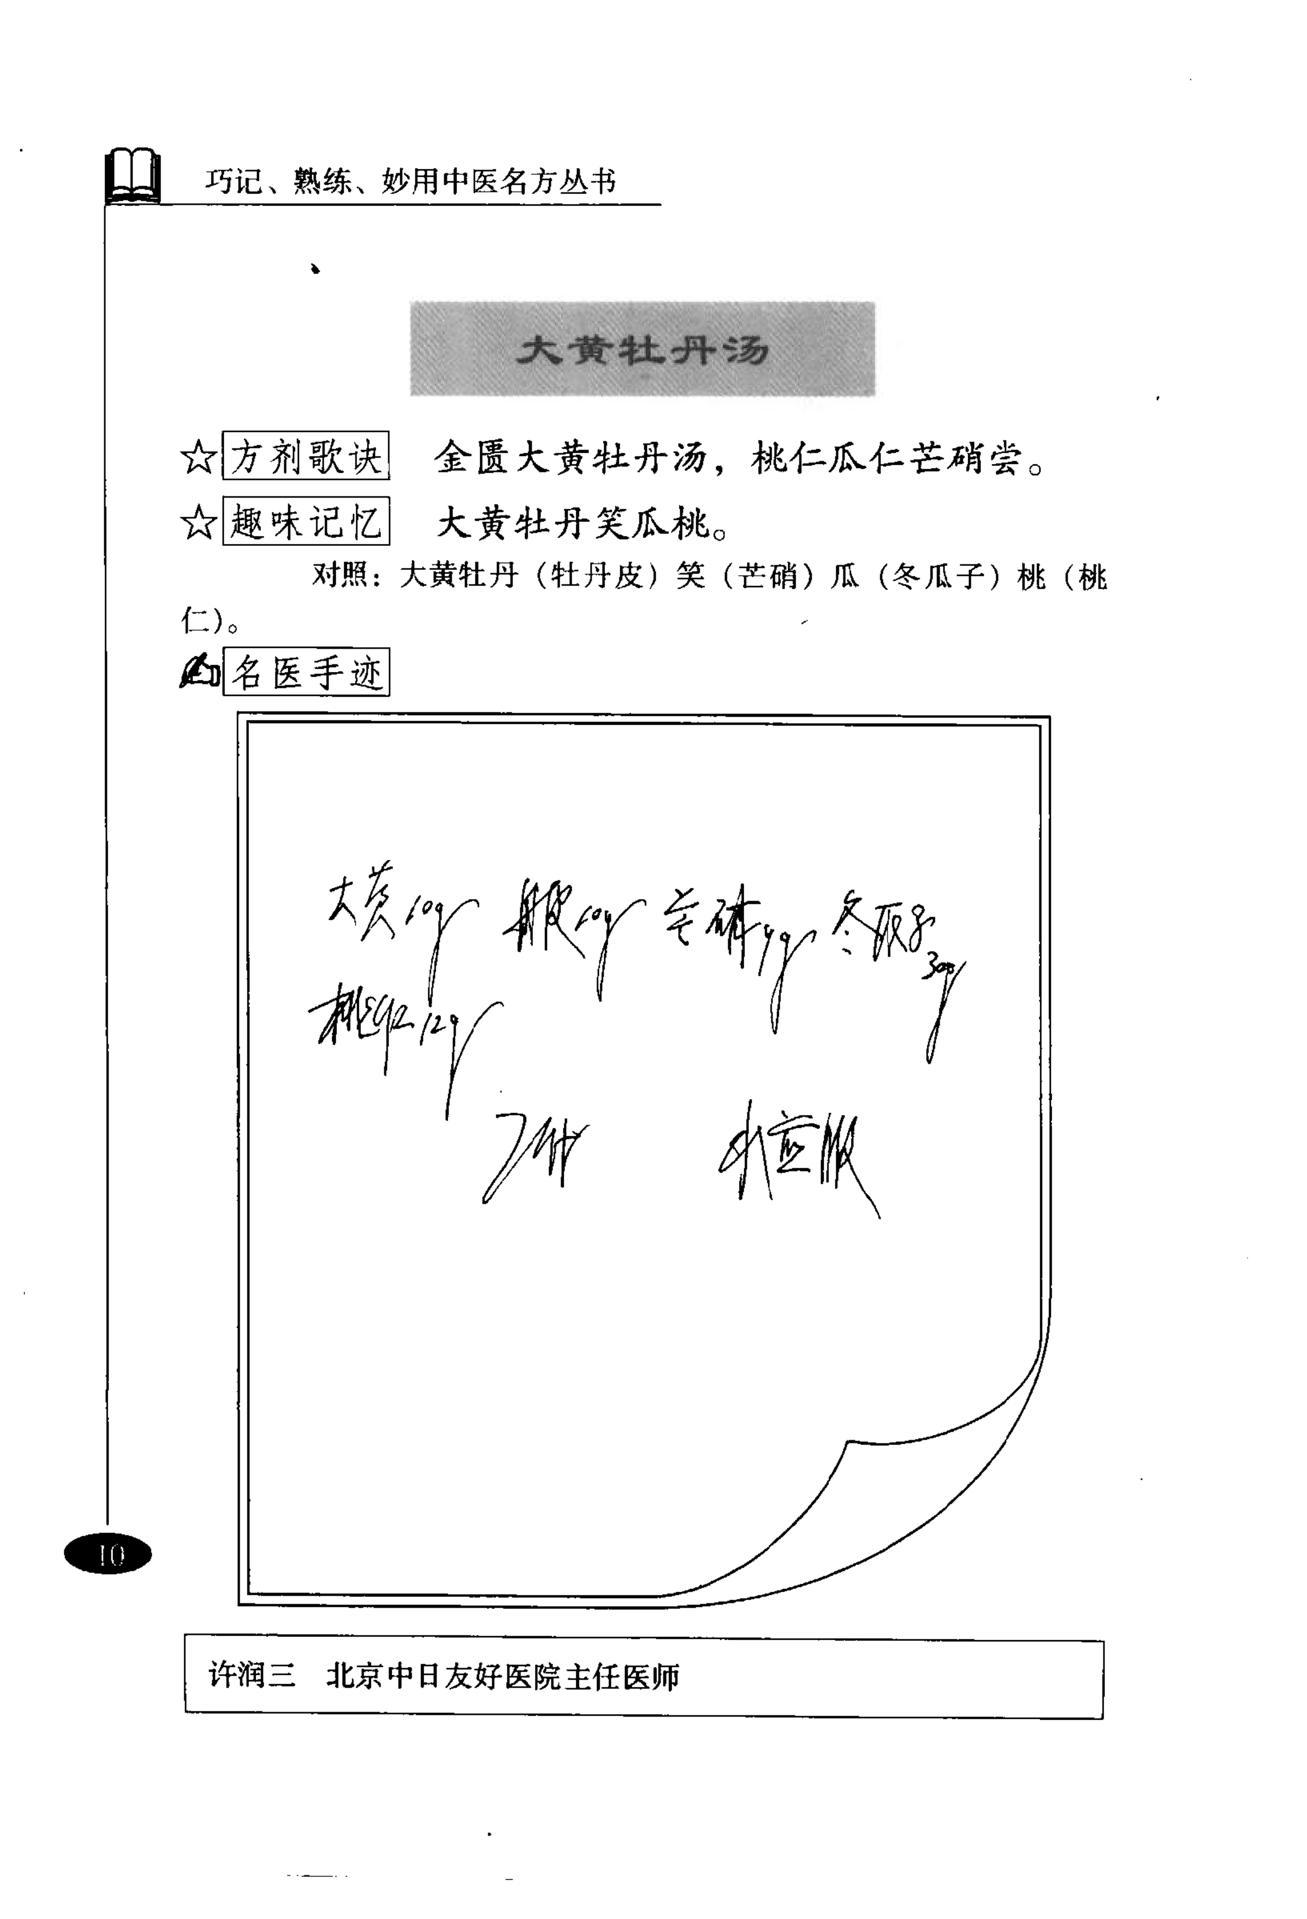 巧记、熟练、妙用中医名方丛书
大黄牡丹汤
☆方剂歌诀 金匮大黄牡丹汤，桃仁瓜仁芒硝尝。
☆趣味记忆 大黄牡丹笑瓜桃。
对照：大黄牡丹（牡丹皮）笑（芒硝）瓜（冬瓜子）桃（桃
仁）。
名医手迹
大黄10g 丹皮10g 芒硝9g 冬瓜子30g
桃仁12g
水煎服
10
许润三 北京中日友好医院主任医师